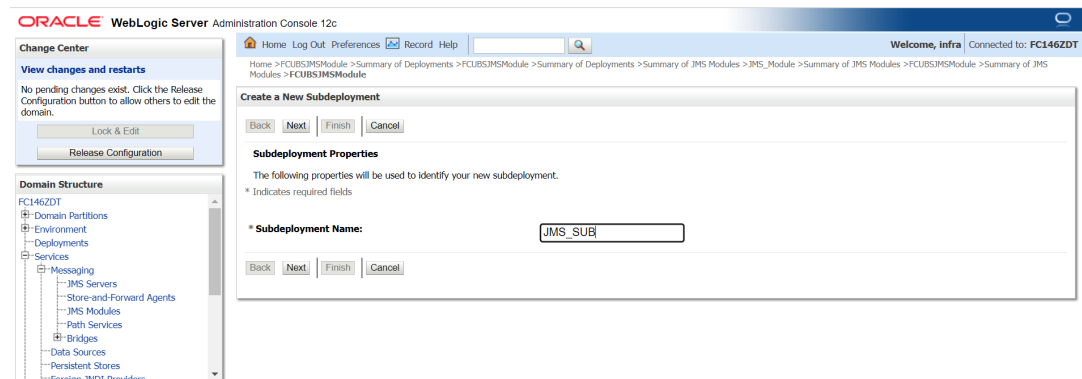 ORACLE WebLogic Server Administration Console 12c
Change Center
View changes and restarts
No pending changes exist. Click the Release
Configuration button to allow others to edit the
domain.
Lock & Edit
Release Configuration
Domain Structure
FC146ZDT
Domain Partitions
Environment
Deployments
Services
Messaging
JMS Servers
Store-and-Forward Agents
JMS Modules
Path Services
Bridges
Data Sources
Persistent Stores
Foreign JNDI Providers
Home Log Out Preferences Record Help
Welcome, infra Connected to: FC146ZDT
Home >FCUBSJMSModule >Summary of Deployments >FCUBSJMSModule >Summary of Deployments >Summary of JMS Modules >JMS_Module >Summary of JMS Modules >FCUBSJMSModule >Summary of JMS
Modules >FCUBSJMSModule
Create a New Subdeployment
Back Next Finish Cancel
Subdeployment Properties
The following properties will be used to identify your new subdeployment.
* Indicates required fields
* Subdeployment Name: JMS_SUB
Back Next Finish Cancel